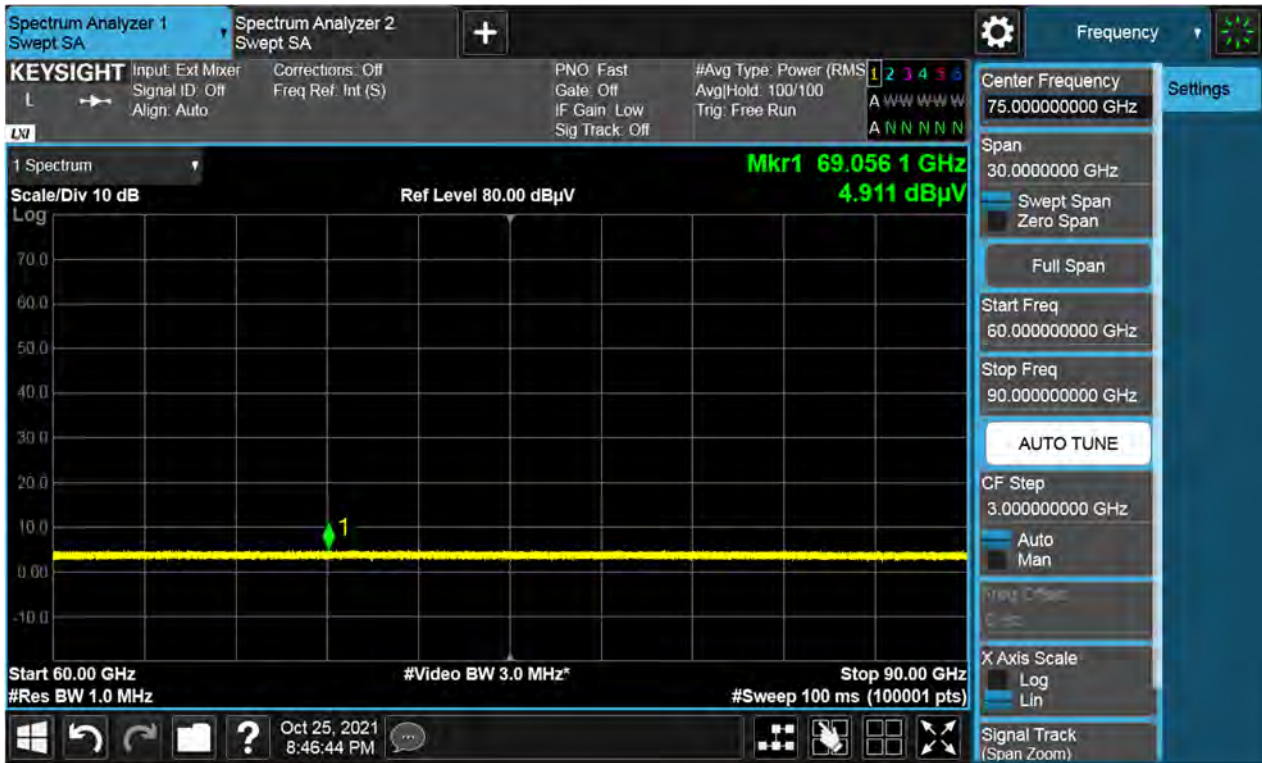 Spectrum Analyzer 1
Swept SA
Spectrum Analyzer 2
Swept SA
+
Frequency
KEYSIGHT
L
LXI
Input: Ext Mixer
Signal ID: Off
Align: Auto
Corrections: Off
Freq Ref: Int (S)
PNO: Fast
Gate: Off
IF Gain: Low
Sig Track: Off
#Avg Type: Power (RMS
Avg|Hold: 100/100
Trig: Free Run
1 2 3 4 5 6
A W W W W W
A N N N N N
Center Frequency
75.000000000 GHz
Settings
Span
30.0000000 GHz
Swept Span
Zero Span
Full Span
Start Freq
60.000000000 GHz
Stop Freq
90.000000000 GHz
AUTO TUNE
CF Step
3.000000000 GHz
Auto
Man
Freq Offset
X Axis Scale
Log
Lin
Signal Track
(Span Zoom)
1 Spectrum
Mkr1 69.056 1 GHz
Scale/Div 10 dB
Ref Level 80.00 dBµV
4.911 dBµV
Log
70.0
60.0
50.0
40.0
30.0
20.0
10.0
1
0.00
-10.0
Start 60.00 GHz
#Video BW 3.0 MHz*
Stop 90.00 GHz
#Res BW 1.0 MHz
#Sweep 100 ms (100001 pts)
?
Oct 25, 2021
8:46:44 PM